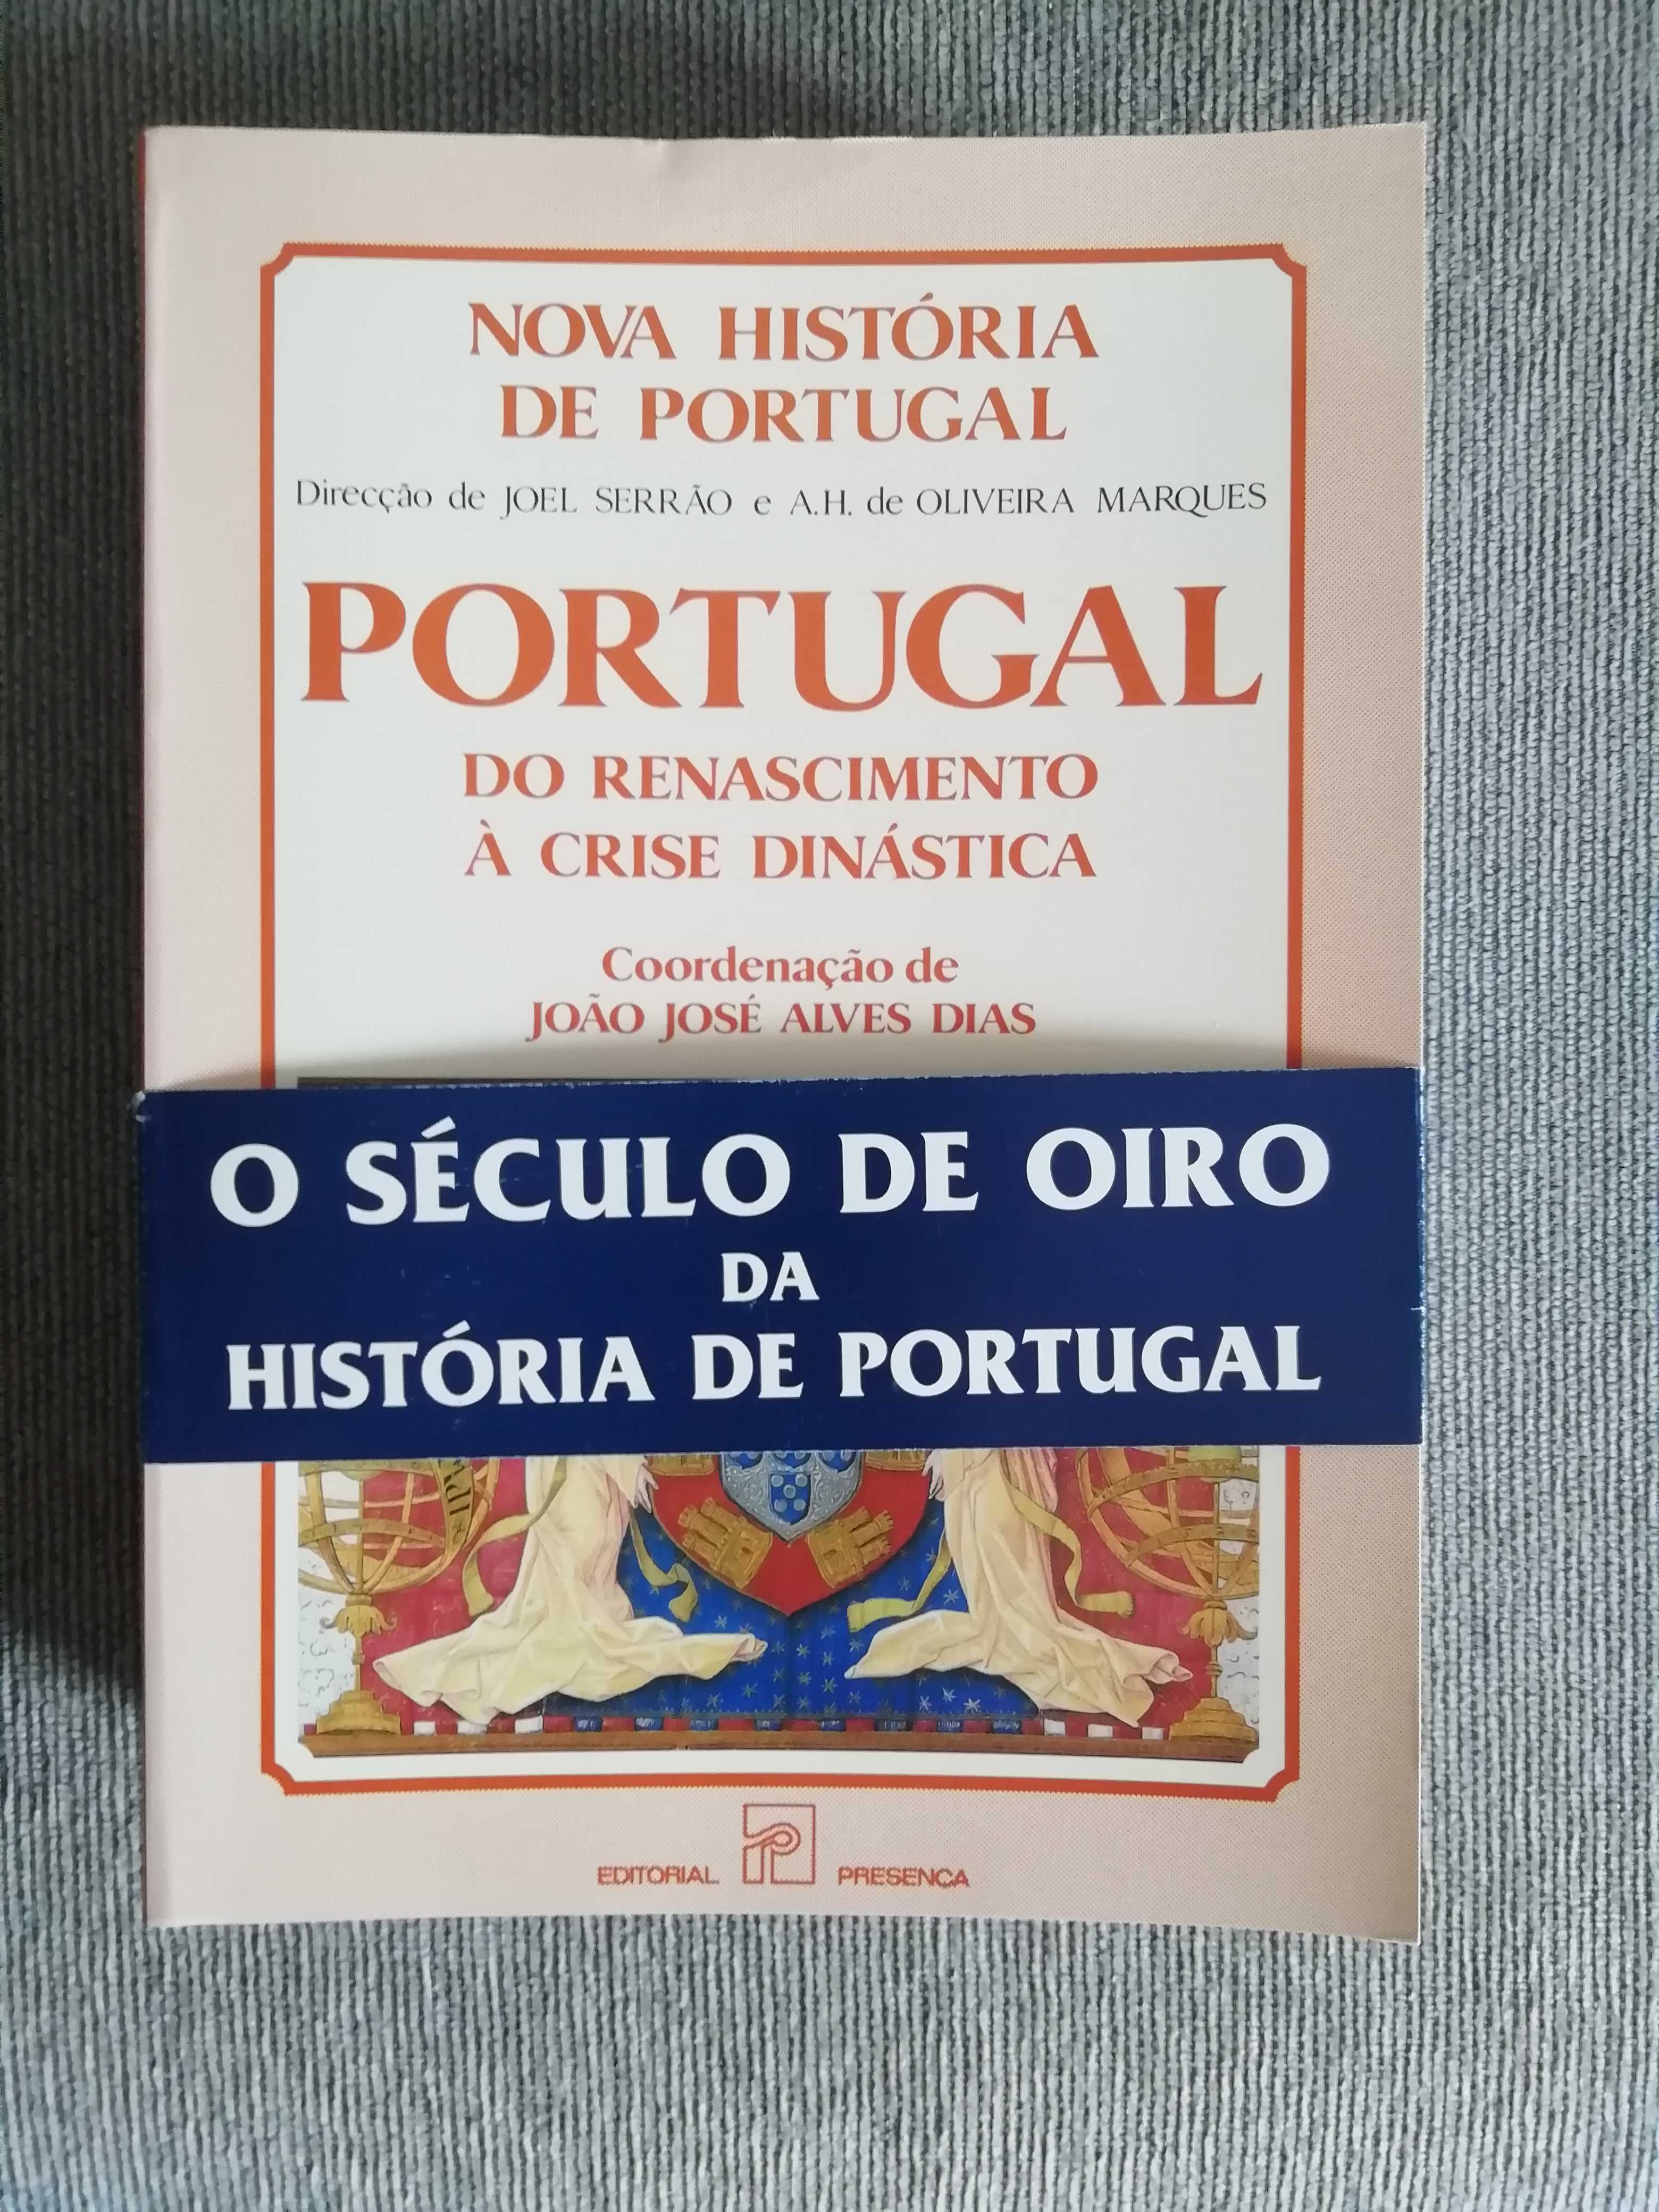 NOVA HISTÓRIA
DE PORTUGAL
Direcção de JOEL SERRÃO e A.H. de OLIVEIRA MARQUES
PORTUGAL
DO RENASCIMENTO
À CRISE DINÁSTICA
Coordenação de
JOÃO JOSÉ ALVES DIAS
O SÉCULO DE OIRO
DA
HISTÓRIA DE PORTUGAL
EDITORIAL PRESENÇA